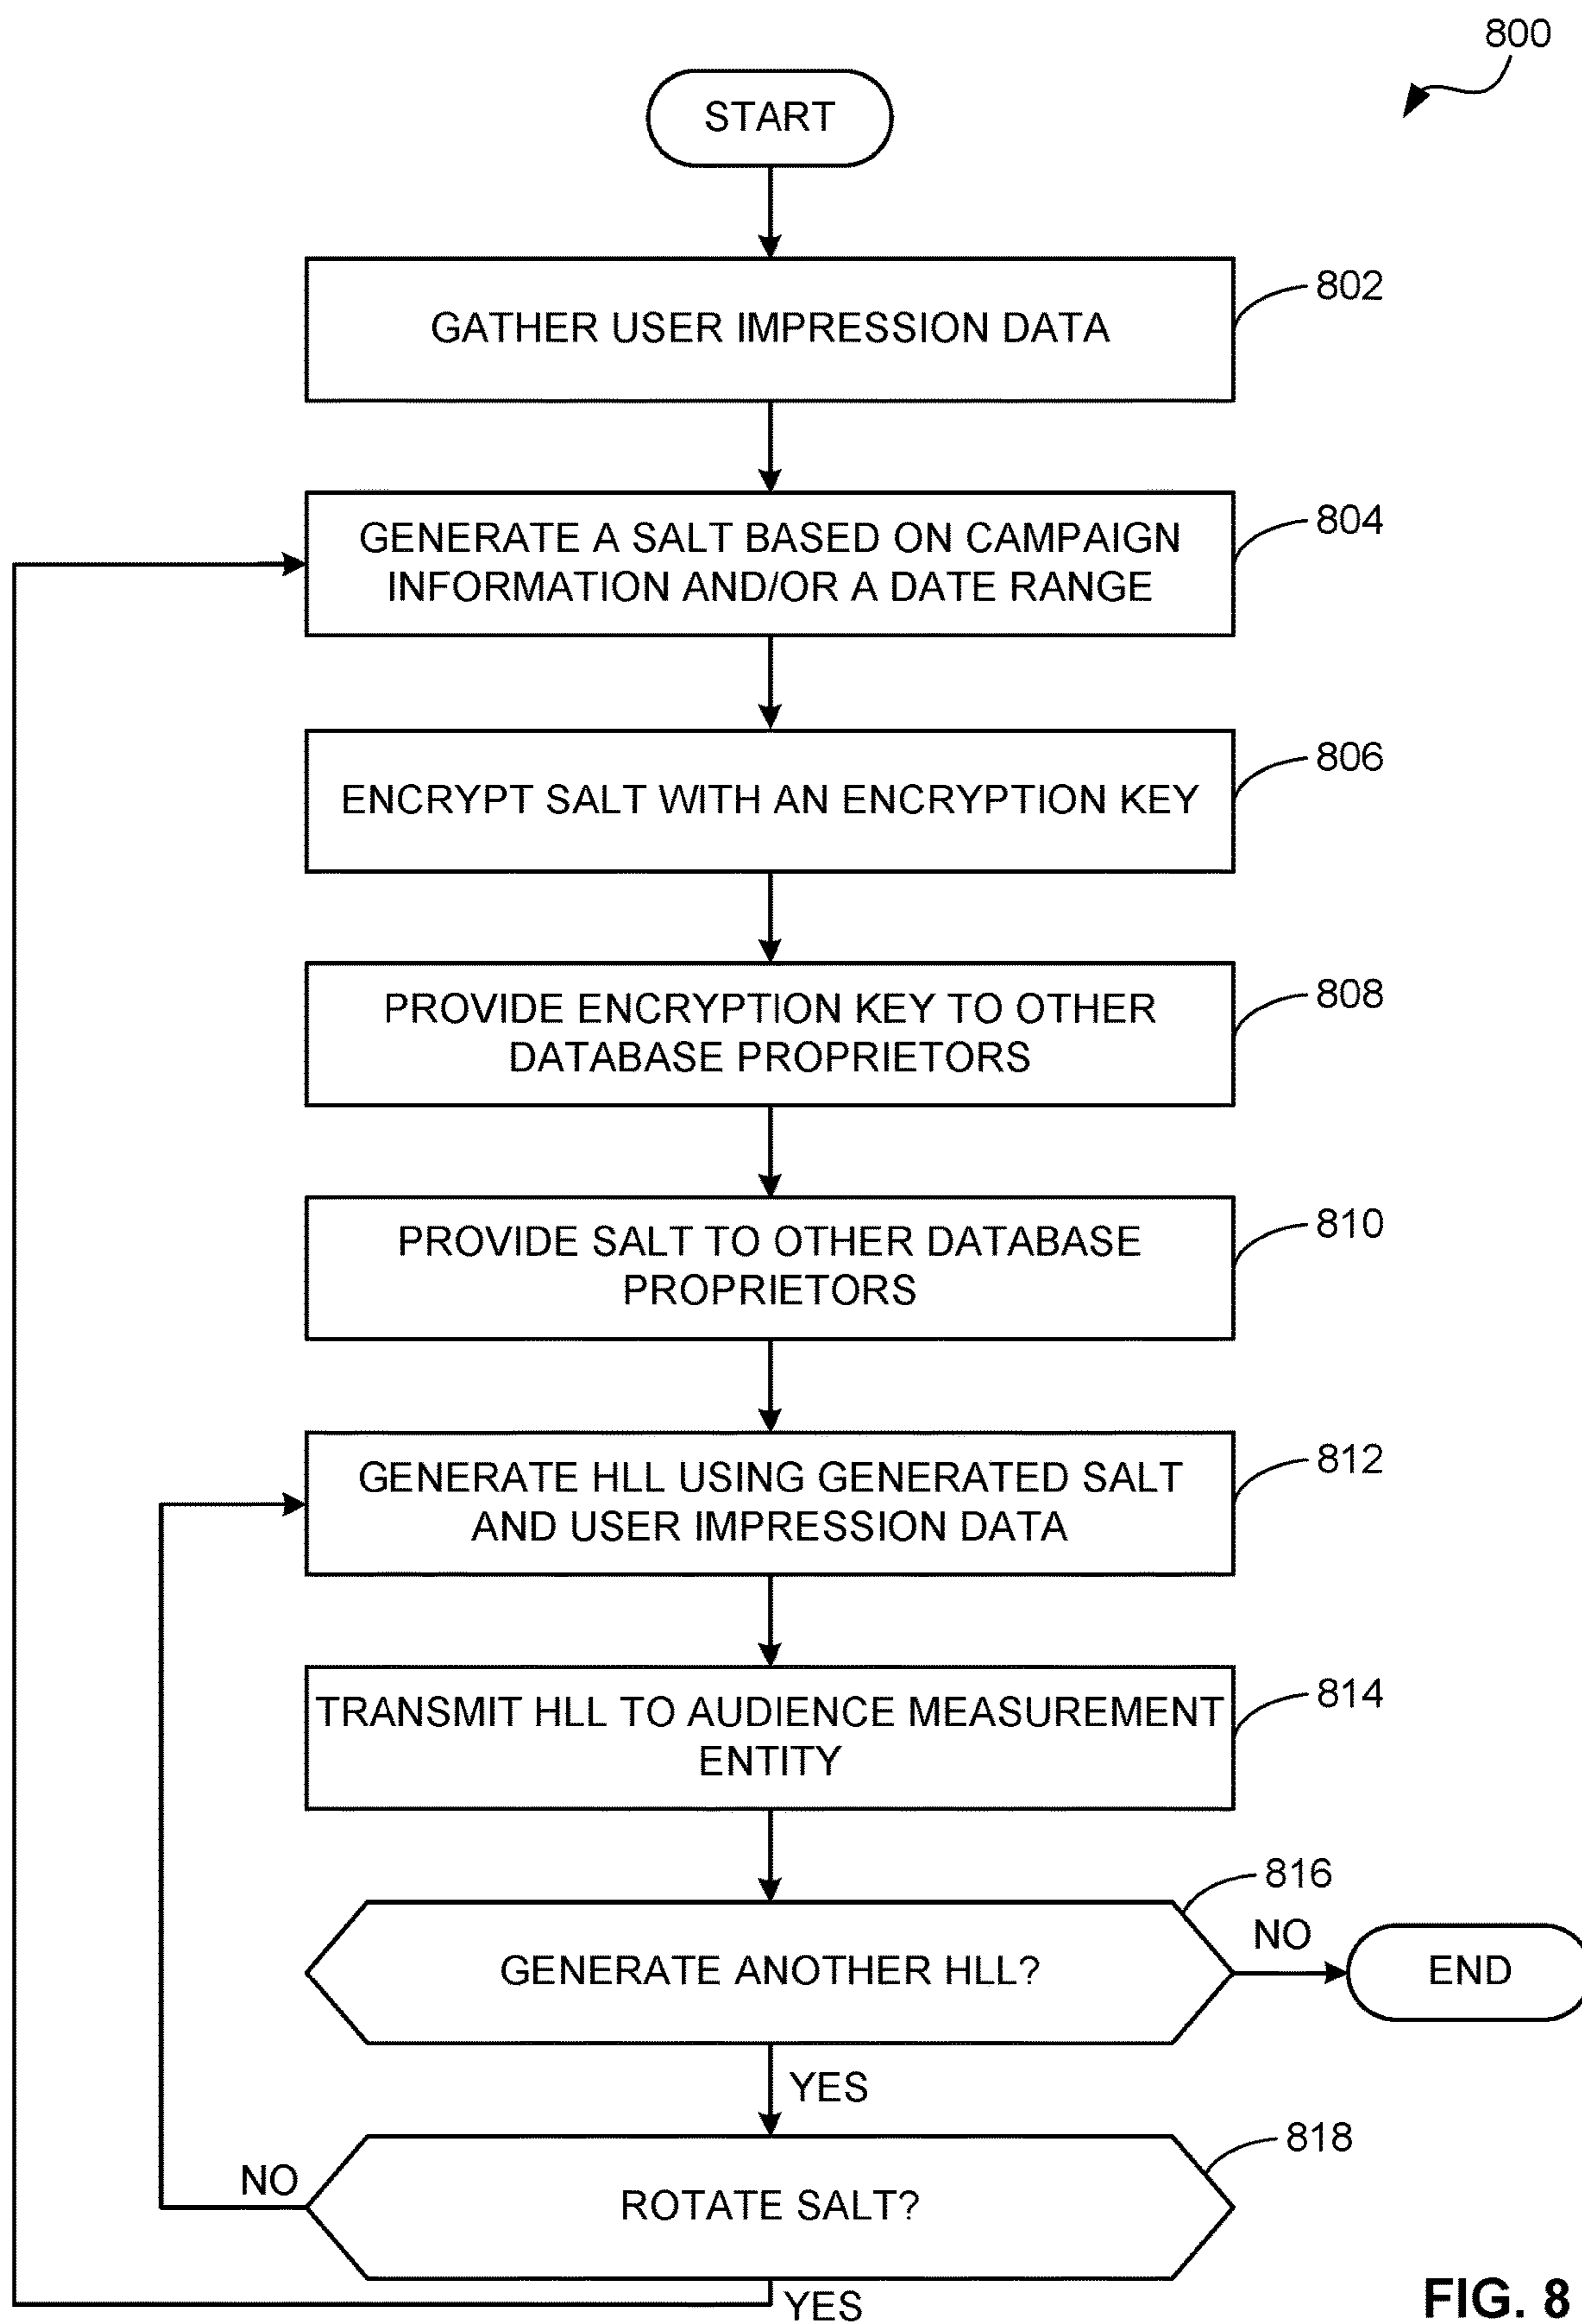 800
START
802
GATHER USER IMPRESSION DATA
804
GENERATE A SALT BASED ON CAMPAIGN
INFORMATION AND/OR A DATE RANGE
806
ENCRYPT SALT WITH AN ENCRYPTION KEY
808
PROVIDE ENCRYPTION KEY TO OTHER
DATABASE PROPRIETORS
810
PROVIDE SALT TO OTHER DATABASE
PROPRIETORS
812
GENERATE HLL USING GENERATED SALT
AND USER IMPRESSION DATA
814
TRANSMIT HLL TO AUDIENCE MEASUREMENT
ENTITY
816
GENERATE ANOTHER HLL?
NO
END
YES
818
NO
ROTATE SALT?
YES
FIG. 8